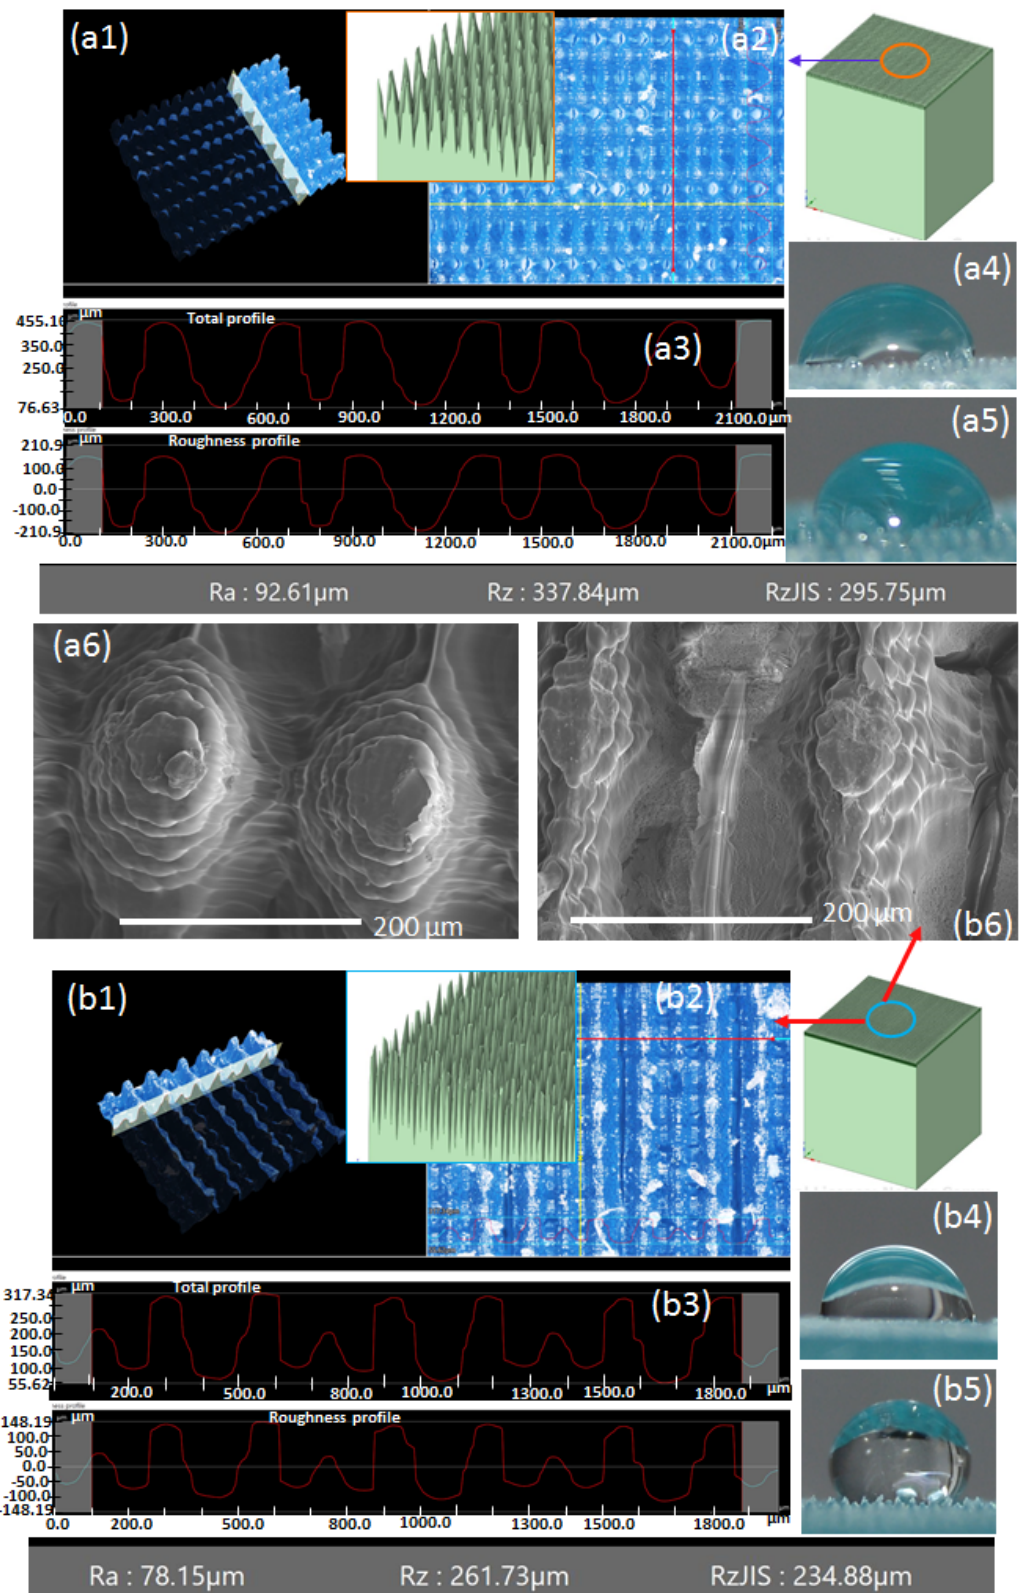 (a1)
(a2)
(a4)
μm
Total profile
(a3)
455.16
350.0
250.0
76.63
0.0 300.0 600.0 900.0 1200.0 1500.0 1800.0 2100.0 μm
(a5)
μm
Roughness profile
210.9
100.0
0.0
-100.0
-210.9
0.0 300.0 600.0 900.0 1200.0 1500.0 1800.0 2100.0 μm
Ra : 92.61μm Rz : 337.84μm RzJIS : 295.75μm
(a6)
200 μm
200 μm
(b6)
(b1)
(b2)
(b4)
μm
Total profile
(b3)
317.34
250.0
200.0
150.0
100.0
55.62
200.0 500.0 800.0 1000.0 1300.0 1500.0 1800.0 μm
(b5)
μm
Roughness profile
148.19
100.0
50.0
0.0
-50.0
-100.0
-148.19
0.0 200.0 500.0 800.0 1000.0 1300.0 1500.0 1800.0 μm
Ra : 78.15μm Rz : 261.73μm RzJIS : 234.88μm